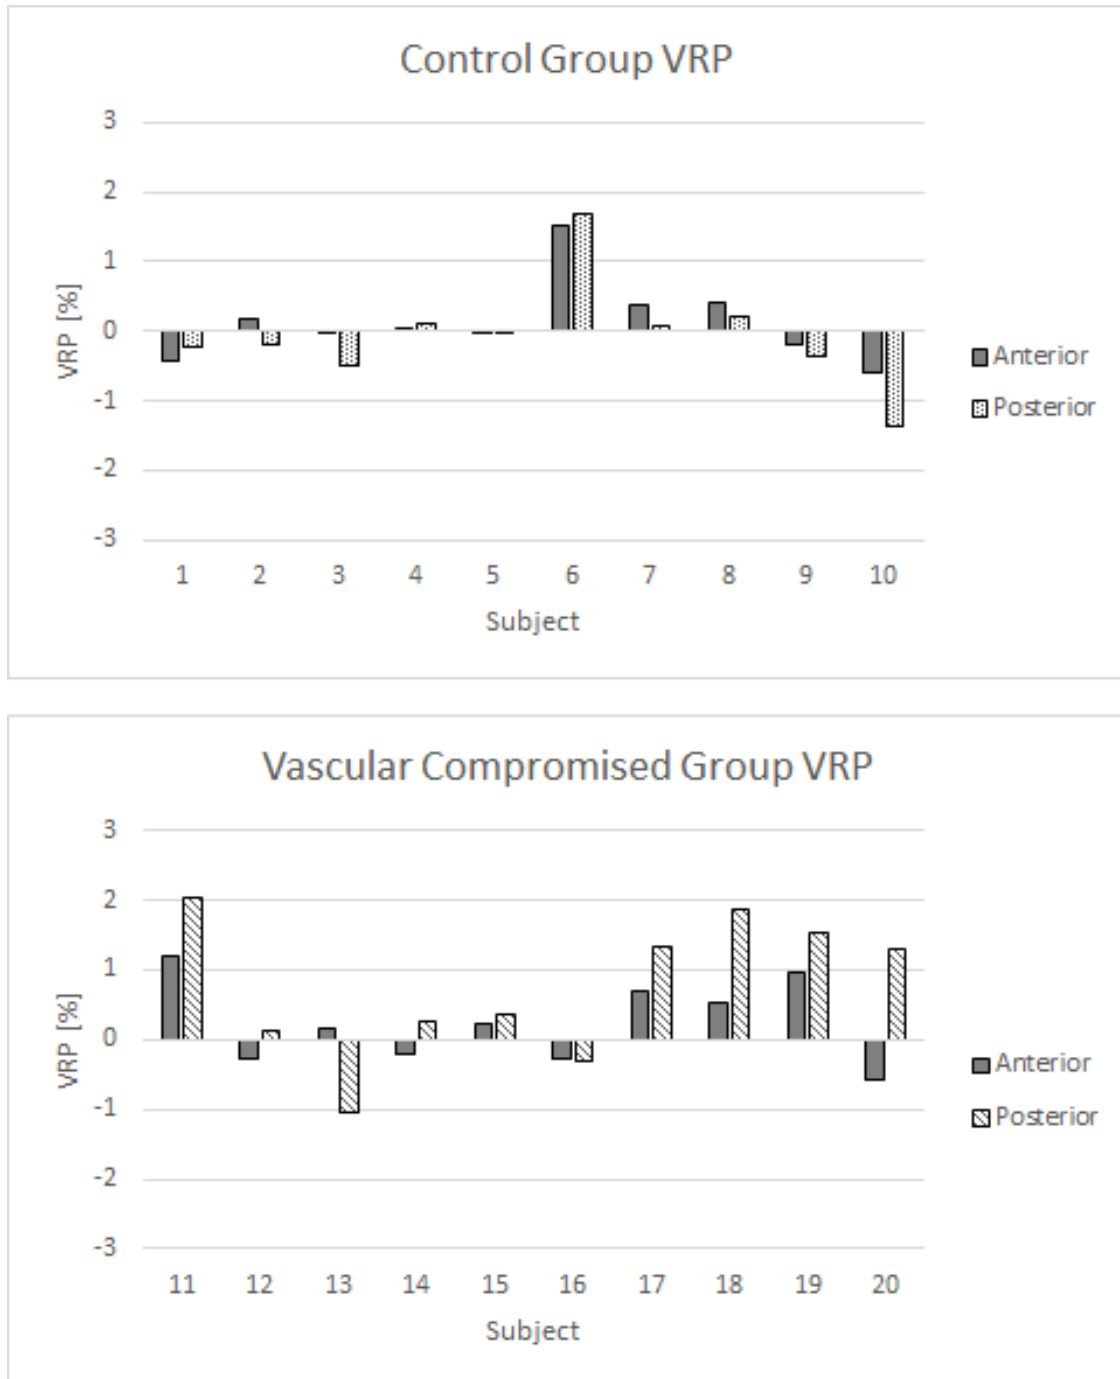 Control Group VRP
3
2
1
0
-1
-2
-3
VRP [%]
1 2 3 4 5 6 7 8 9 10
Subject
Anterior
Posterior
Vascular Compromised Group VRP
3
2
1
0
-1
-2
-3
VRP [%]
11 12 13 14 15 16 17 18 19 20
Subject
Anterior
Posterior